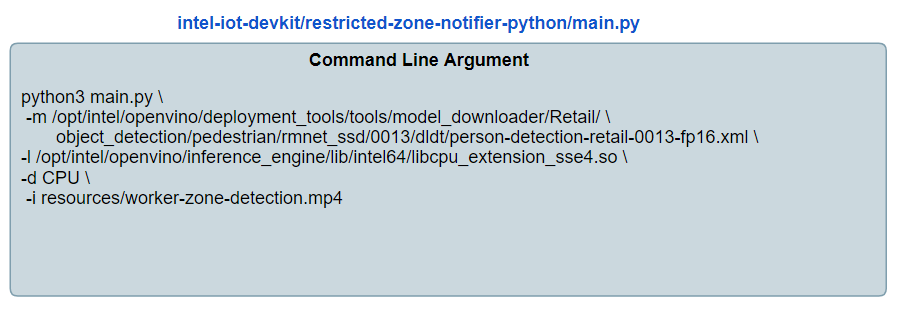 intel-iot-devkit/restricted-zone-notifier-python/main.py
Command Line Argument
python3 main.py \
-m /opt/intel/openvino/deployment_tools/tools/model_downloader/Retail/ \
object_detection/pedestrian/rmnet_ssd/0013/dldt/person-detection-retail-0013-fp16.xml \
-l /opt/intel/openvino/inference_engine/lib/intel64/libcpu_extension_sse4.so \
-d CPU \
-i resources/worker-zone-detection.mp4